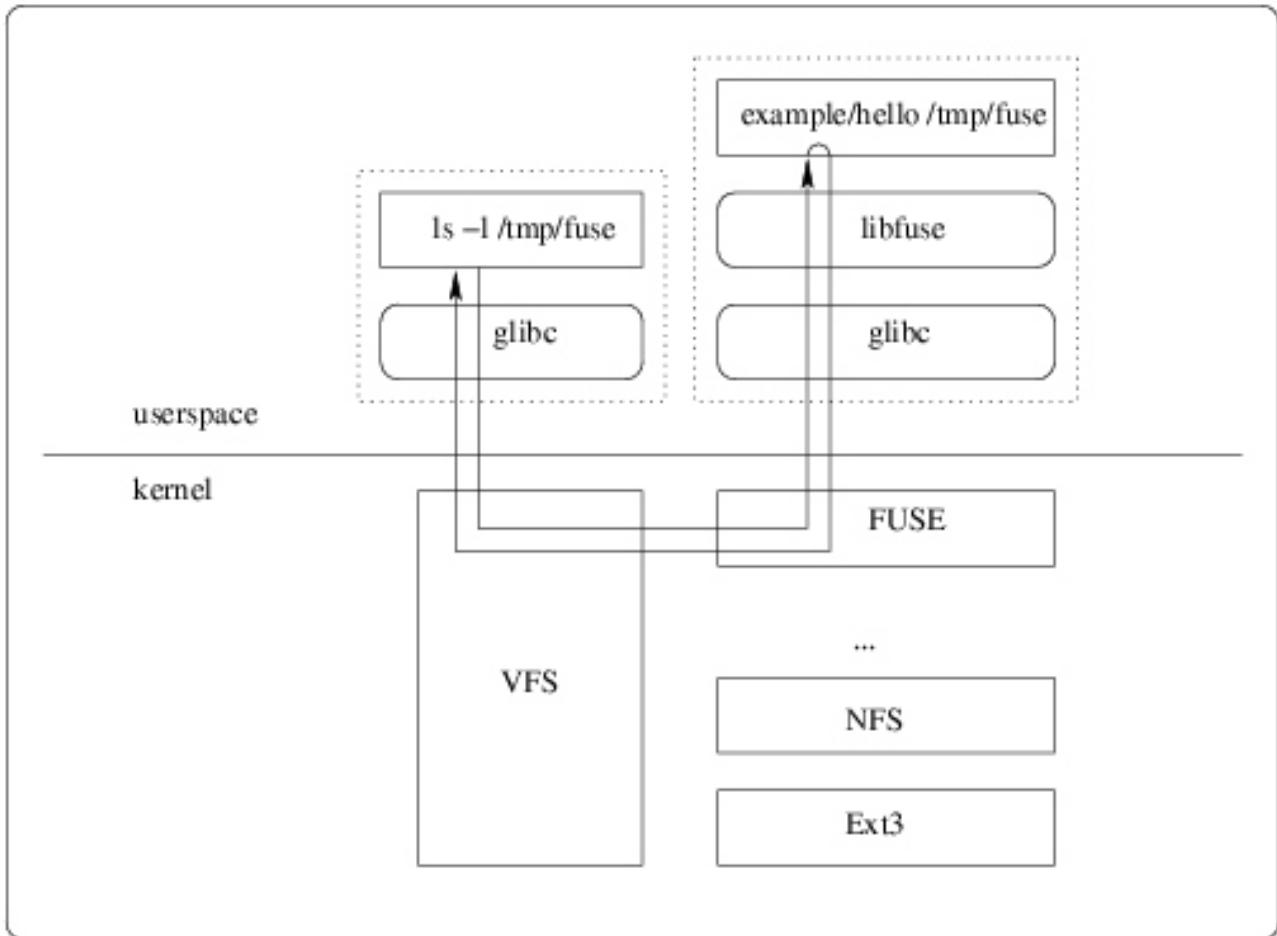 example/hello /tmp/fuse
ls –l /tmp/fuse
libfuse
glibc
glibc
userspace
kernel
FUSE
...
VFS
NFS
Ext3